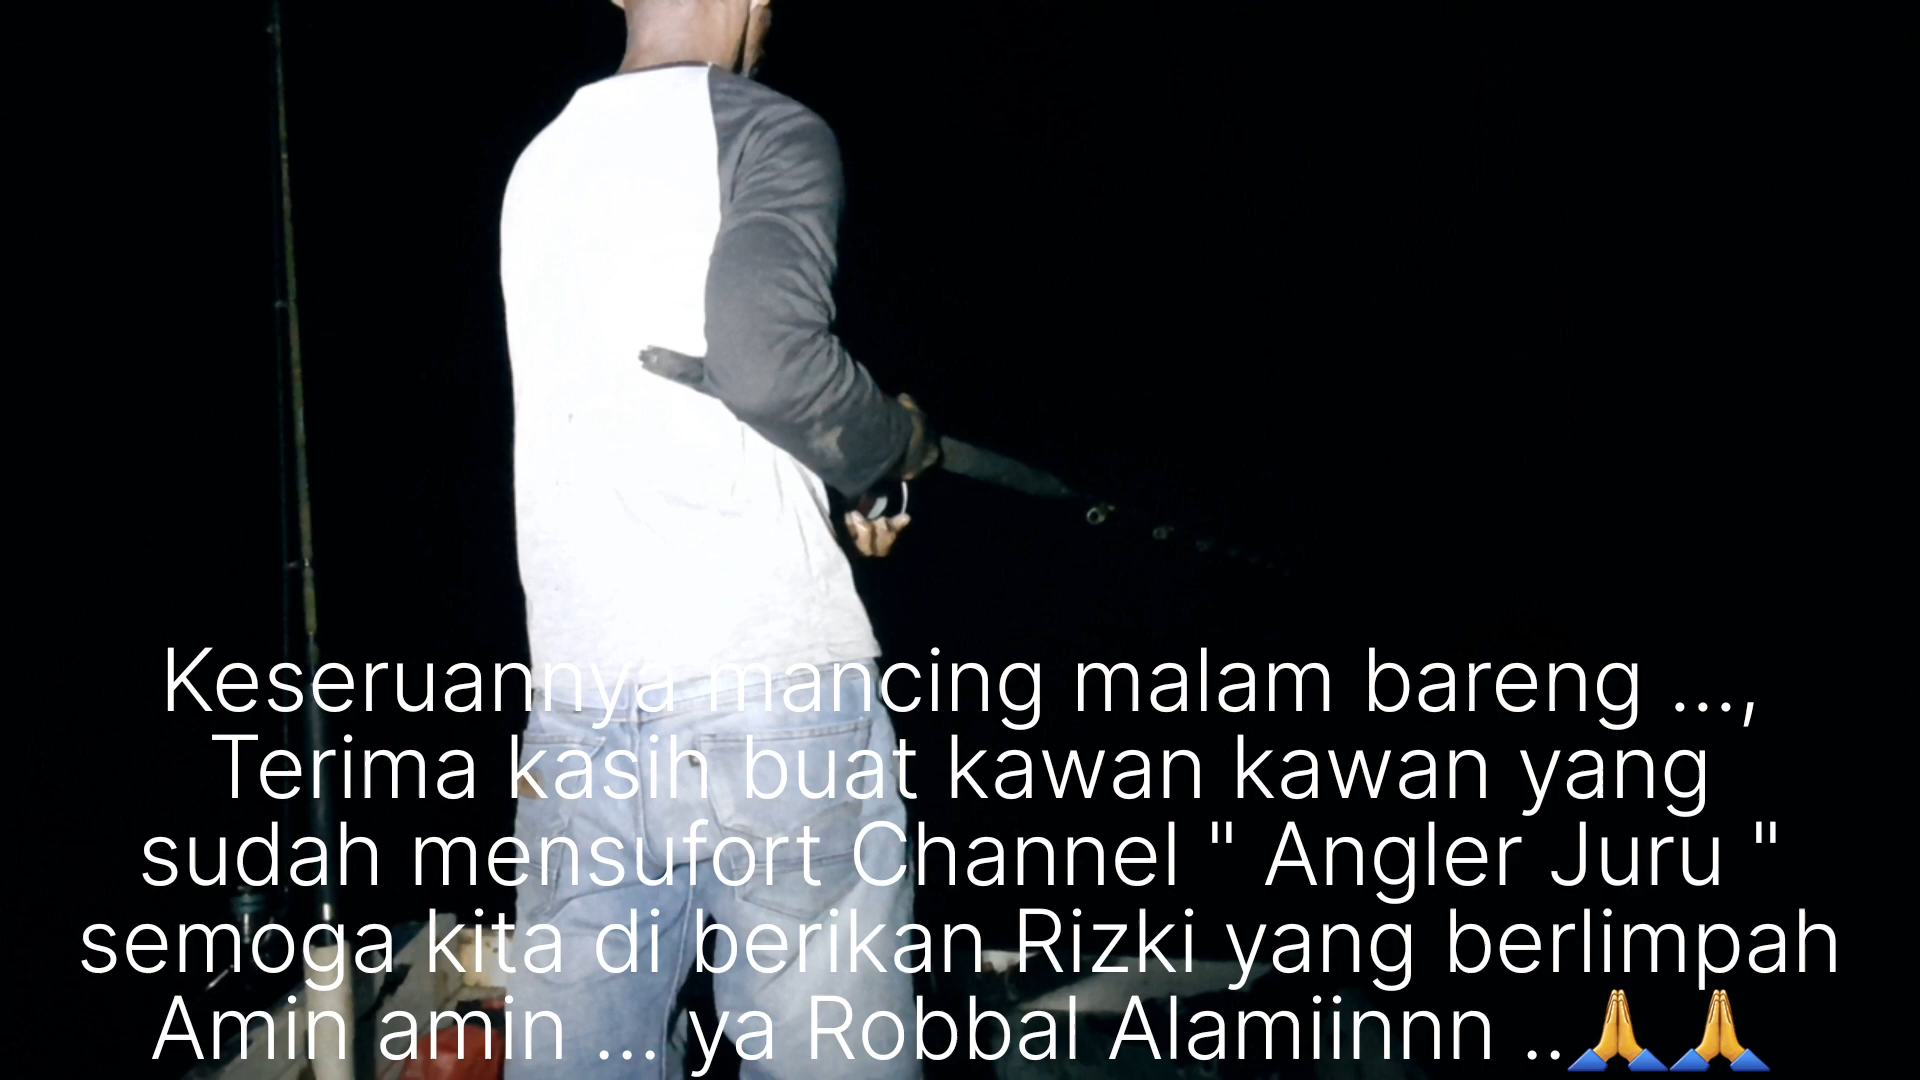 Keseruannya mancing malam bareng ...,
Terima kasih buat kawan kawan yang
sudah mensufort Channel " Angler Juru "
semoga kita di berikan Rizki yang berlimpah
Amin amin ... ya Robbal Alamiinnn ..🙏🙏